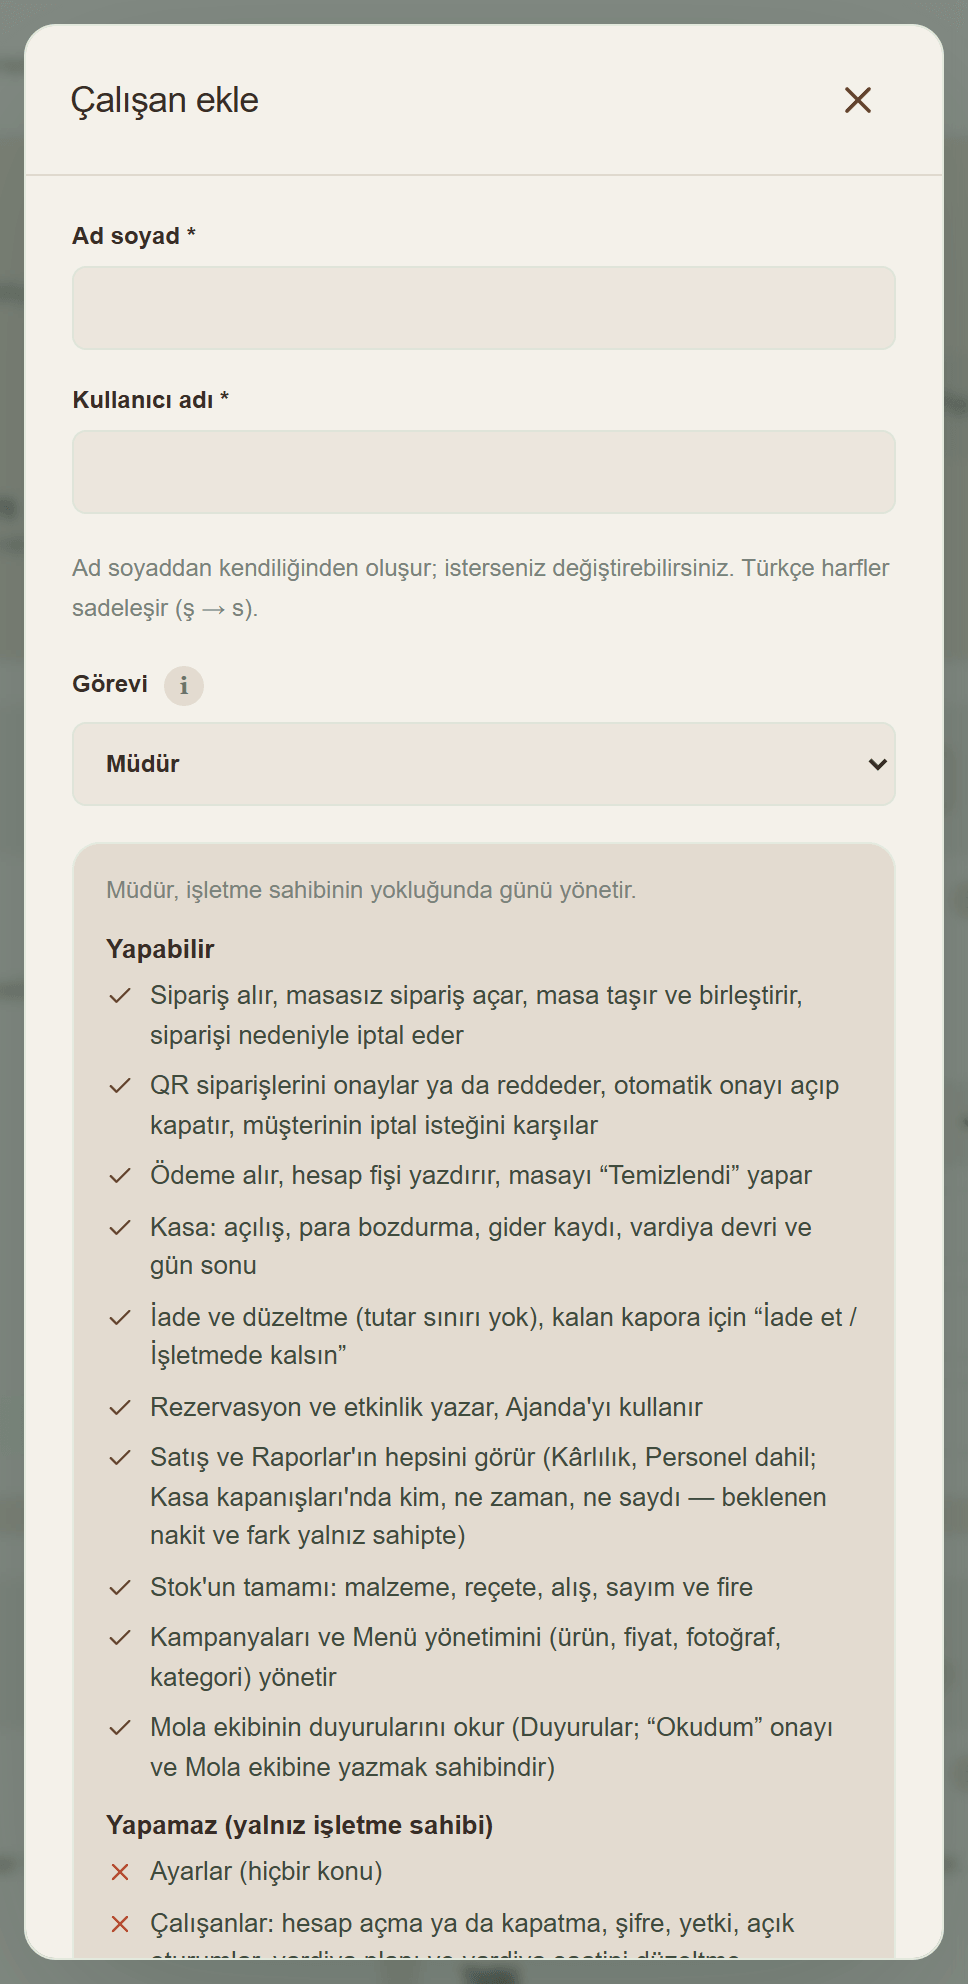 Çalışan ekle
Ad soyad *
Kullanıcı adı *
Ad soyaddan kendiliğinden oluşur; isterseniz değiştirebilirsiniz. Türkçe harfler
sadeleşir (ş → s).
Görevi i
Müdür
Müdür, işletme sahibinin yokluğunda günü yönetir.
Yapabilir
Sipariş alır, masasız sipariş açar, masa taşır ve birleştirir,
siparişi nedeniyle iptal eder
QR siparişlerini onaylar ya da reddeder, otomatik onayı açıp
kapatır, müşterinin iptal isteğini karşılar
Ödeme alır, hesap fişi yazdırır, masayı “Temizlendi” yapar
Kasa: açılış, para bozdurma, gider kaydı, vardiya devri ve
gün sonu
İade ve düzeltme (tutar sınırı yok), kalan kapora için “İade et /
İşletmede kalsın”
Rezervasyon ve etkinlik yazar, Ajanda'yı kullanır
Satış ve Raporlar'ın hepsini görür (Kârlılık, Personel dahil;
Kasa kapanışları'nda kim, ne zaman, ne saydı — beklenen
nakit ve fark yalnız sahipte)
Stok'un tamamı: malzeme, reçete, alış, sayım ve fire
Kampanyaları ve Menü yönetimini (ürün, fiyat, fotoğraf,
kategori) yönetir
Mola ekibinin duyurularını okur (Duyurular; “Okudum” onayı
ve Mola ekibine yazmak sahibindir)
Yapamaz (yalnız işletme sahibi)
Ayarlar (hiçbir konu)
Çalışanlar: hesap açma ya da kapatma, şifre, yetki, açık
oturumlar, vardiya planı ve vardiya saatini düzeltme